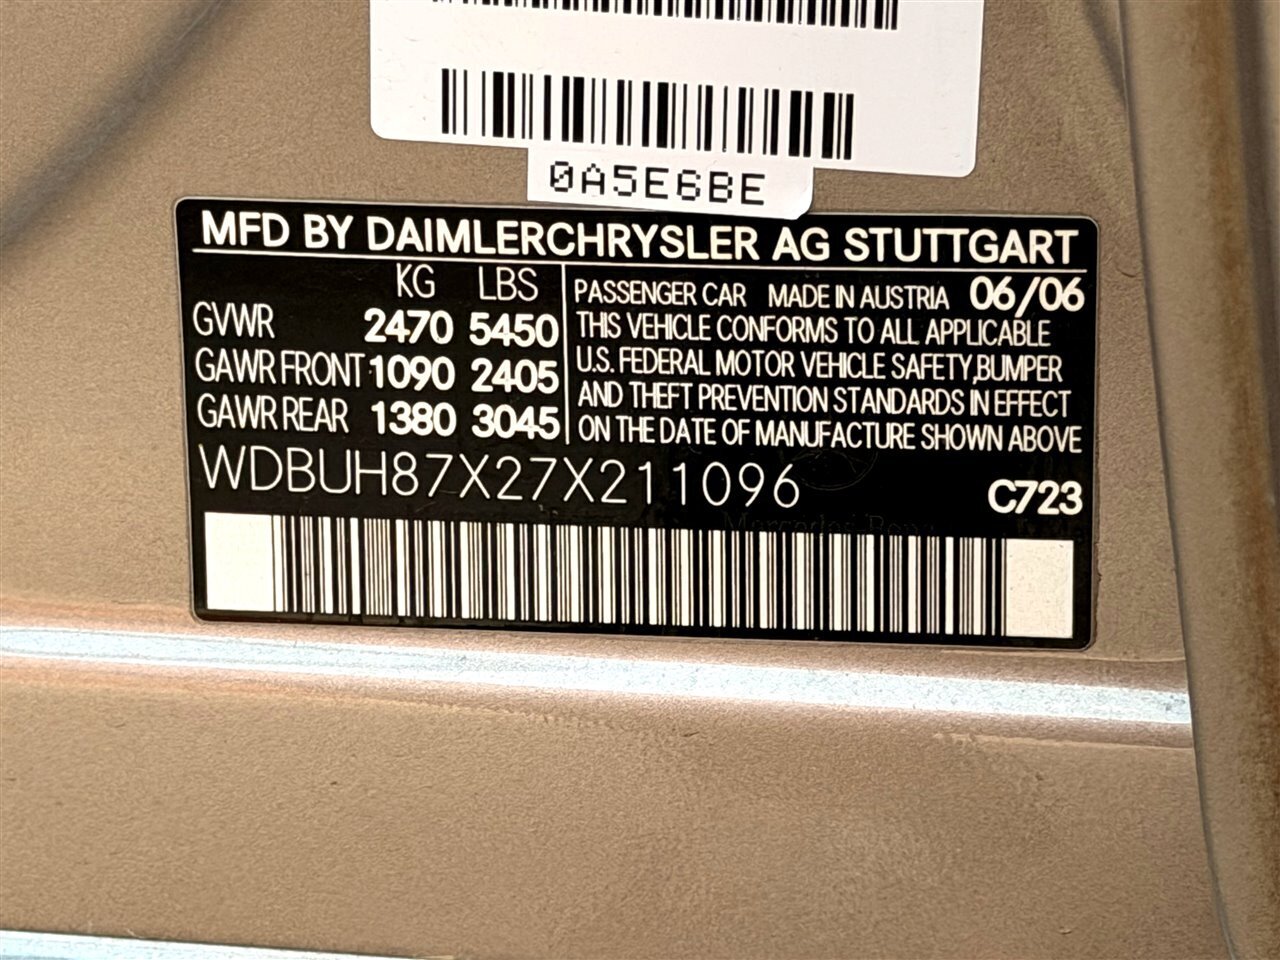 0A5E6BE
MFD BY DAIMLERCHRYSLER AG STUTTGART
KG LBS
GVWR 2470 5450
GAWR FRONT 1090 2405
GAWR REAR 1380 3045
PASSENGER CAR MADE IN AUSTRIA 06/06
THIS VEHICLE CONFORMS TO ALL APPLICABLE
U.S. FEDERAL MOTOR VEHICLE SAFETY,BUMPER
AND THEFT PREVENTION STANDARDS IN EFFECT
ON THE DATE OF MANUFACTURE SHOWN ABOVE
WDBUH87X27X211096
C723
Mercedes-Benz